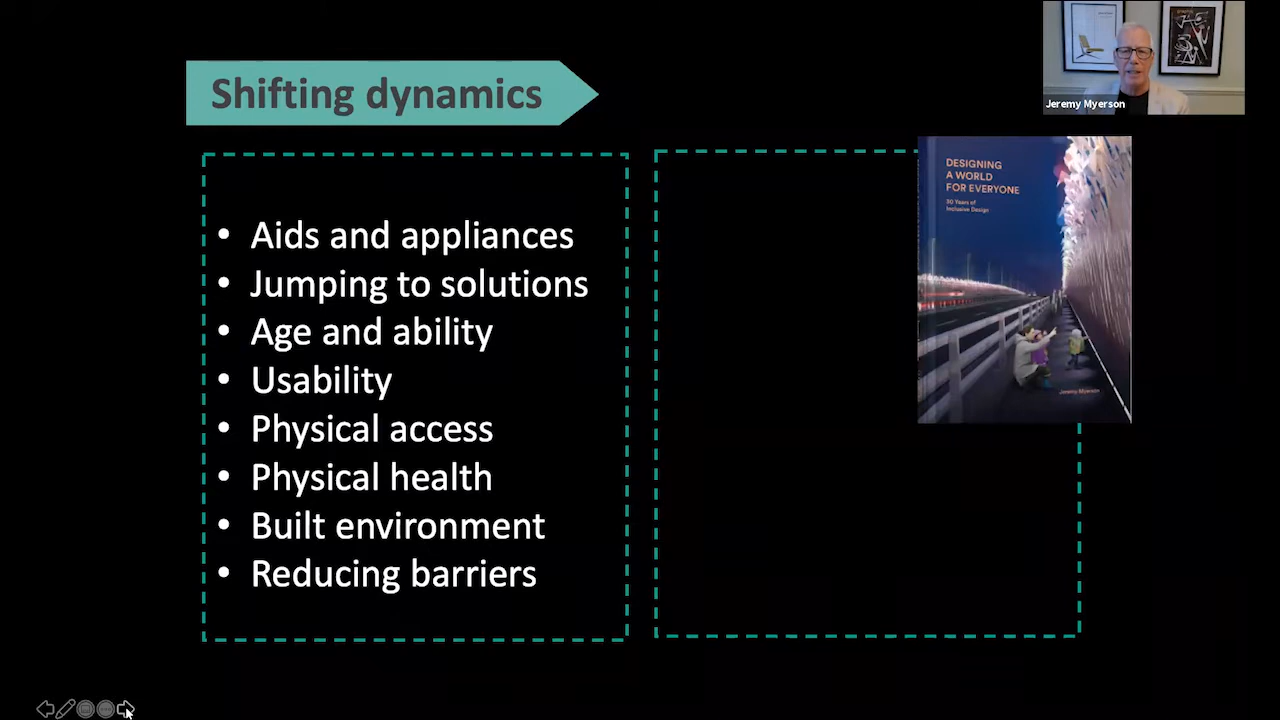 Shifting dynamics
Jeremy Myerson
• Aids and appliances
• Jumping to solutions
• Age and ability
• Usability
• Physical access
• Physical health
• Built environment
• Reducing barriers
DESIGNING
A WORLD
FOR EVERYONE
30 Years of
Inclusive Design
Jeremy Myerson